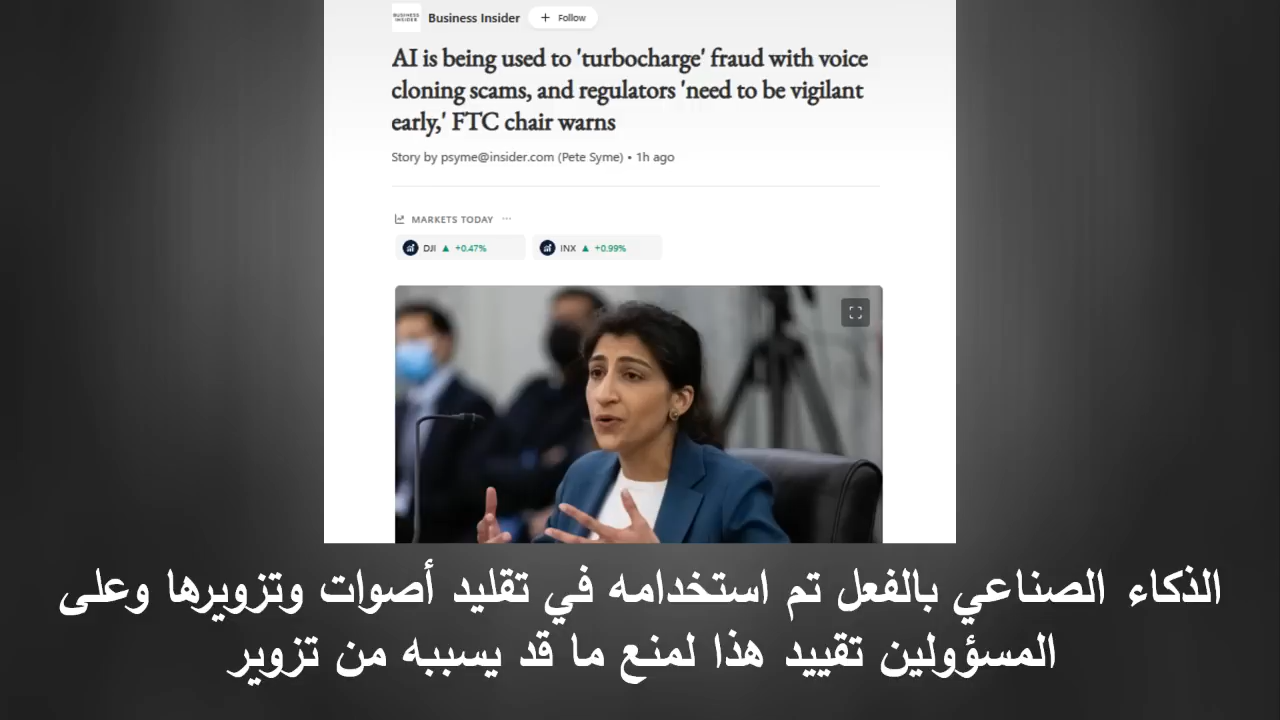 BUSINESS
INSIDER
Business Insider
+ Follow
AI is being used to 'turbocharge' fraud with voice
cloning scams, and regulators 'need to be vigilant
early,' FTC chair warns
Story by psyme@insider.com (Pete Syme) • 1h ago
MARKETS TODAY ...
DJI ▲ +0.47%
INX ▲ +0.99%
الذكاء الصناعي بالفعل تم استخدامه في تقليد أصوات وتزويرها وعلى
المسؤولين تقييد هذا لمنع ما قد يسببه من تزوير